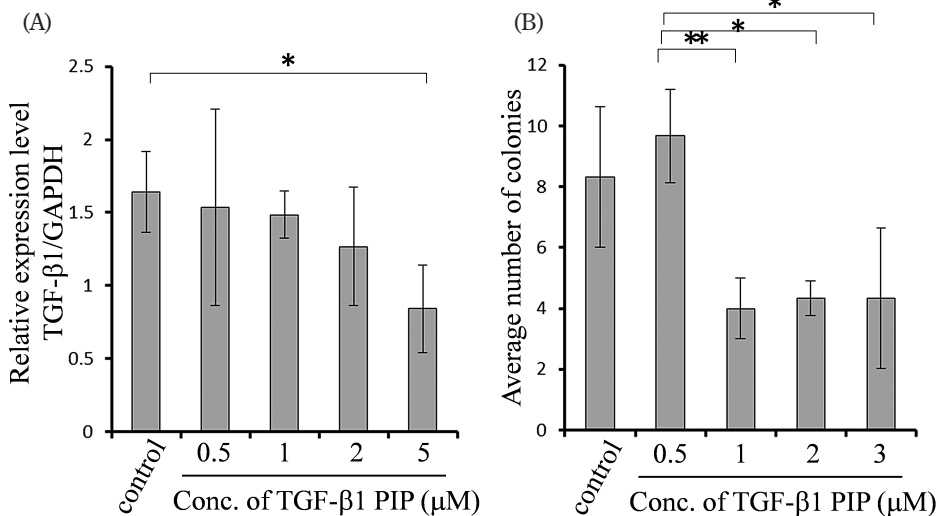 (A)
*
2.5
2
1.5
1
0.5
0
Relative expression level
TGF-β1/GAPDH
control
0.5 1 2 5
Conc. of TGF-β1 PIP (μM)
(B)
*
*
**
12
10
8
6
4
2
0
Average number of colonies
control
0.5 1 2 3
Conc. of TGF-β1 PIP (μM)